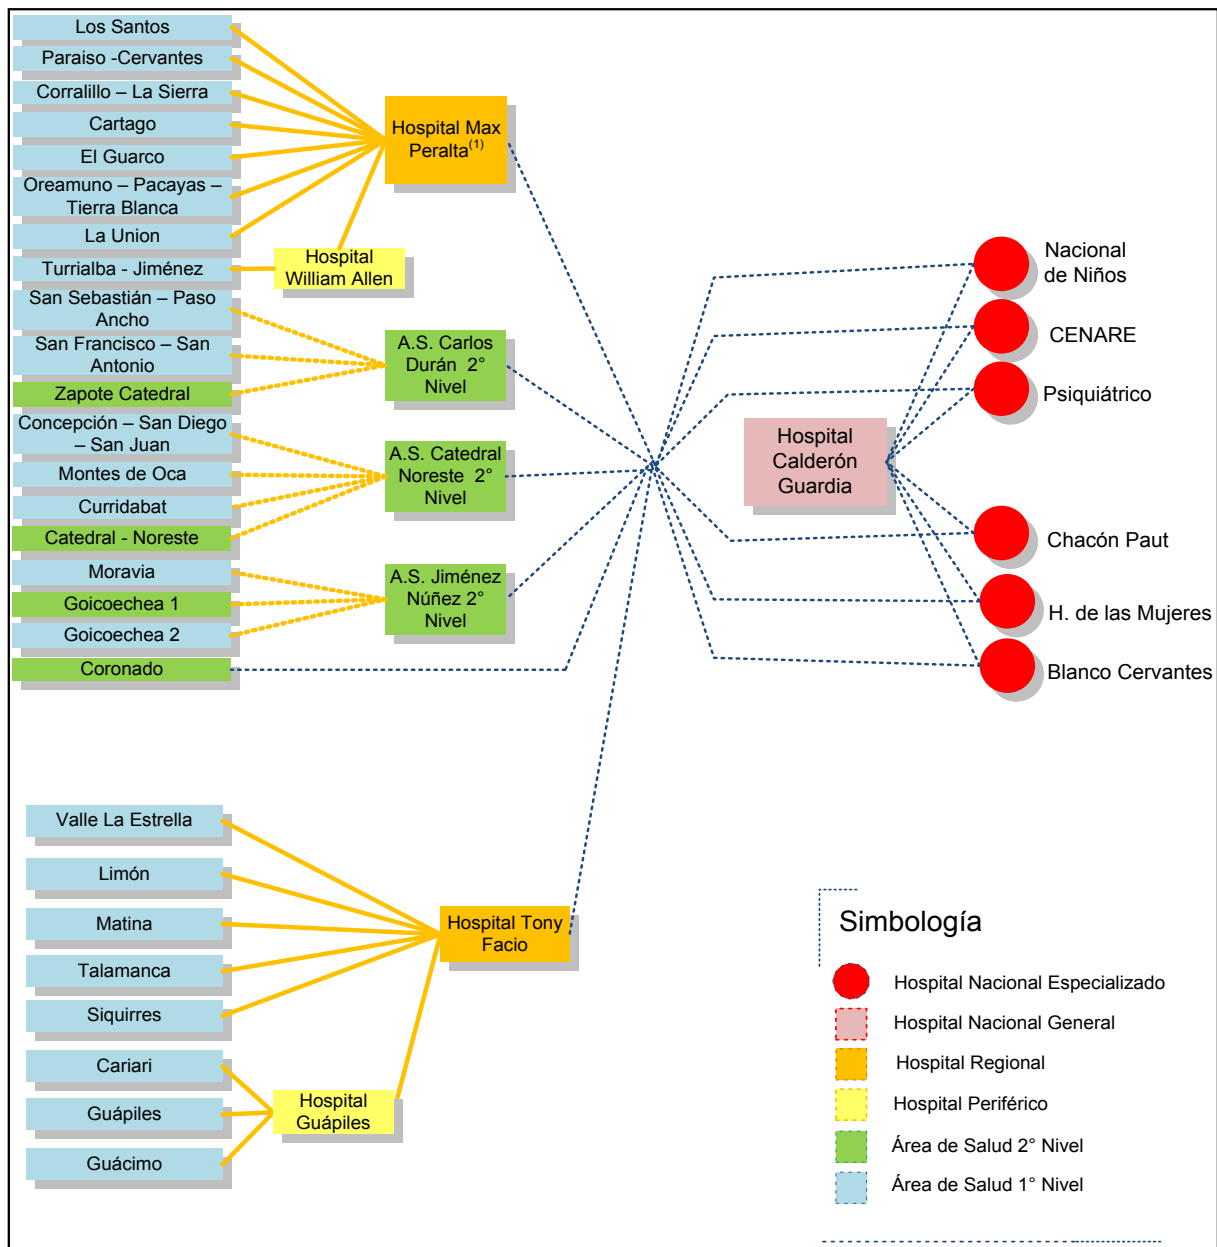 Los Santos
Paraiso -Cervantes
Corralillo – La Sierra
Cartago
El Guarco
Oreamuno – Pacayas –
Tierra Blanca
La Union
Turrialba - Jiménez
San Sebastián – Paso
Ancho
San Francisco – San
Antonio
Zapote Catedral
Concepción – San Diego
– San Juan
Montes de Oca
Curridabat
Catedral - Noreste
Moravia
Goicoechea 1
Goicoechea 2
Coronado
Hospital Max
Peralta(1)
Hospital
William Allen
A.S. Carlos
Durán 2°
Nivel
A.S. Catedral
Noreste 2°
Nivel
A.S. Jiménez
Núñez 2°
Nivel
Hospital
Calderón
Guardia
Nacional
de Niños
CENARE
Psiquiátrico
Chacón Paut
H. de las Mujeres
Blanco Cervantes
Valle La Estrella
Limón
Matina
Talamanca
Siquirres
Cariari
Guápiles
Guácimo
Hospital Tony
Facio
Hospital
Guápiles
Simbología
Hospital Nacional Especializado
Hospital Nacional General
Hospital Regional
Hospital Periférico
Área de Salud 2° Nivel
Área de Salud 1° Nivel